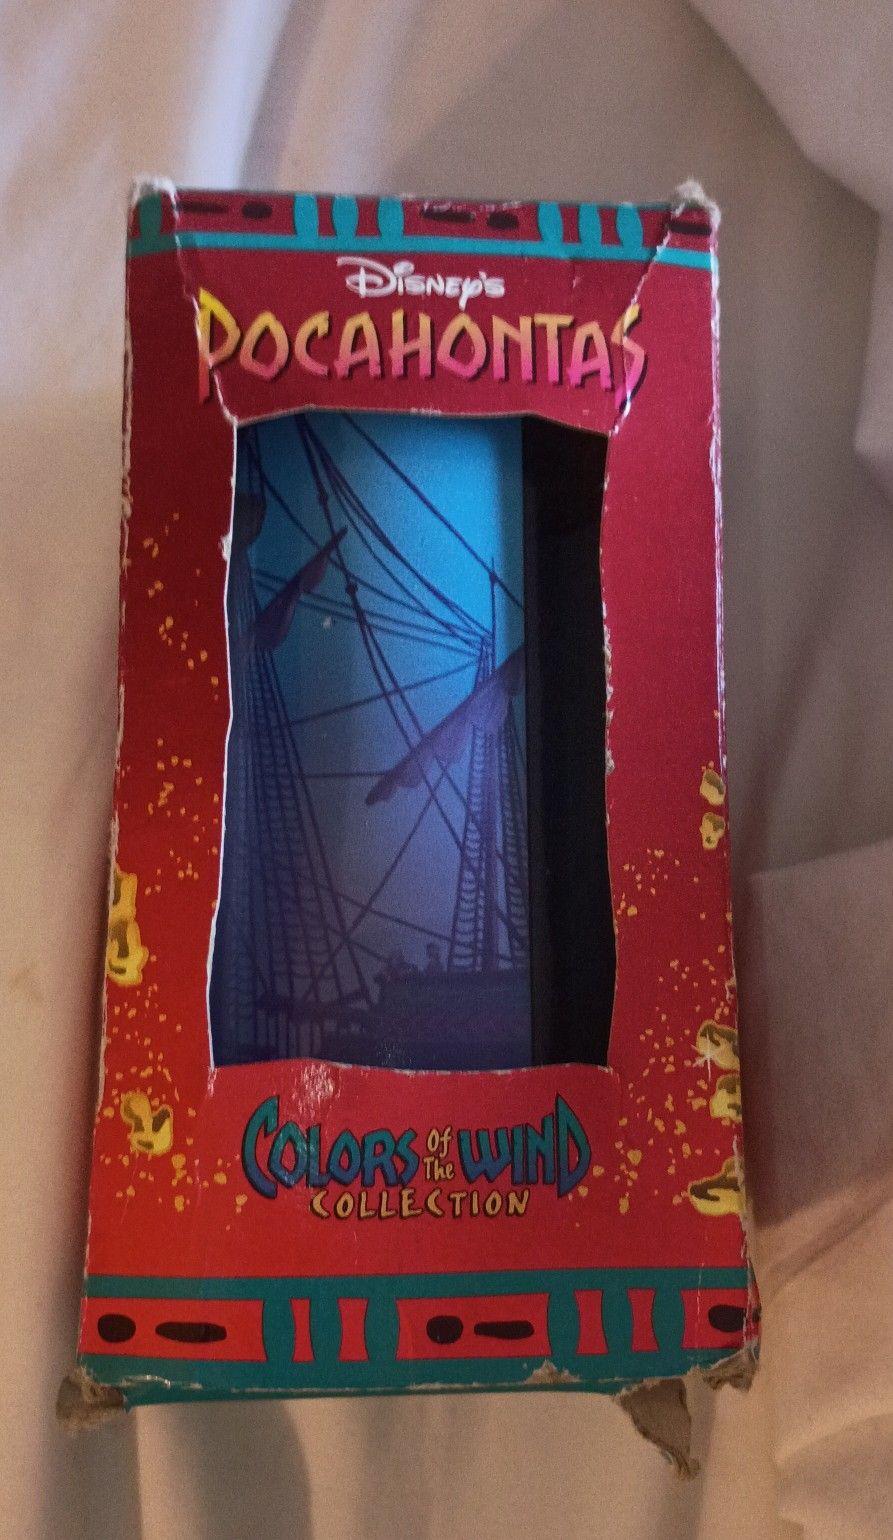 Disney's
POCAHONTAS
COLORS Of The WIND
COLLECTION